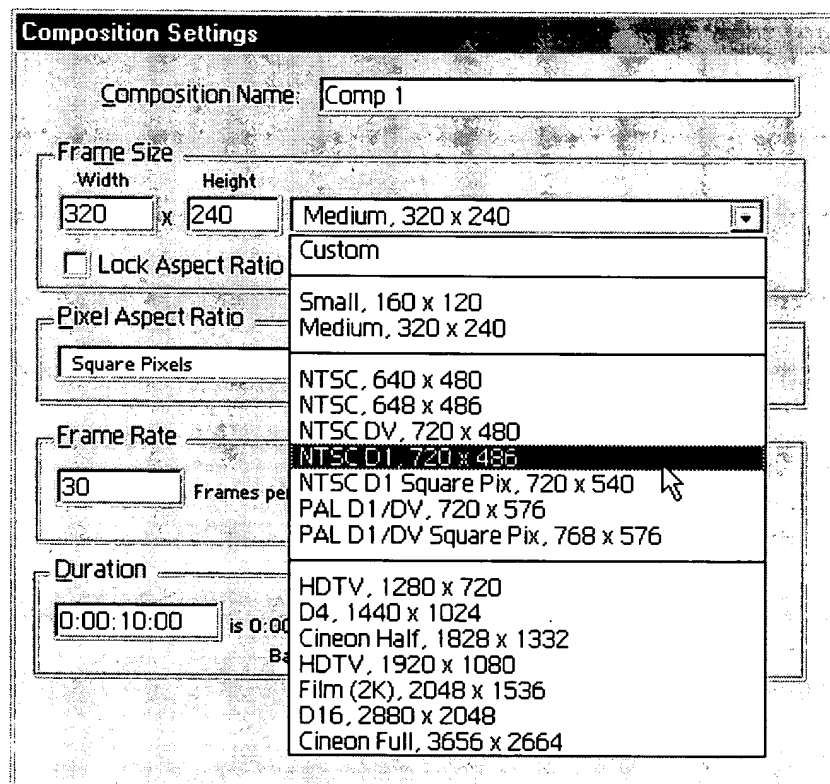 Composition Settings
Composition Name: Comp 1
Frame Size
Width Height
320 x 240 Medium, 320 x 240
Lock Aspect Ratio
Custom
Small, 160 x 120
Medium, 320 x 240
Pixel Aspect Ratio
Square Pixels
NTSC, 640 x 480
NTSC, 648 x 486
NTSC DV, 720 x 480
NTSC D1, 720 x 486
NTSC D1 Square Pix, 720 x 540
PAL D1/DV, 720 x 576
PAL D1/DV Square Pix, 768 x 576
Frame Rate
30 Frames pe
Duration
0:00:10:00 is 0:00
Ba
HDTV, 1280 x 720
D4, 1440 x 1024
Cineon Half, 1828 x 1332
HDTV, 1920 x 1080
Film (2K), 2048 x 1536
D16, 2880 x 2048
Cineon Full, 3656 x 2664